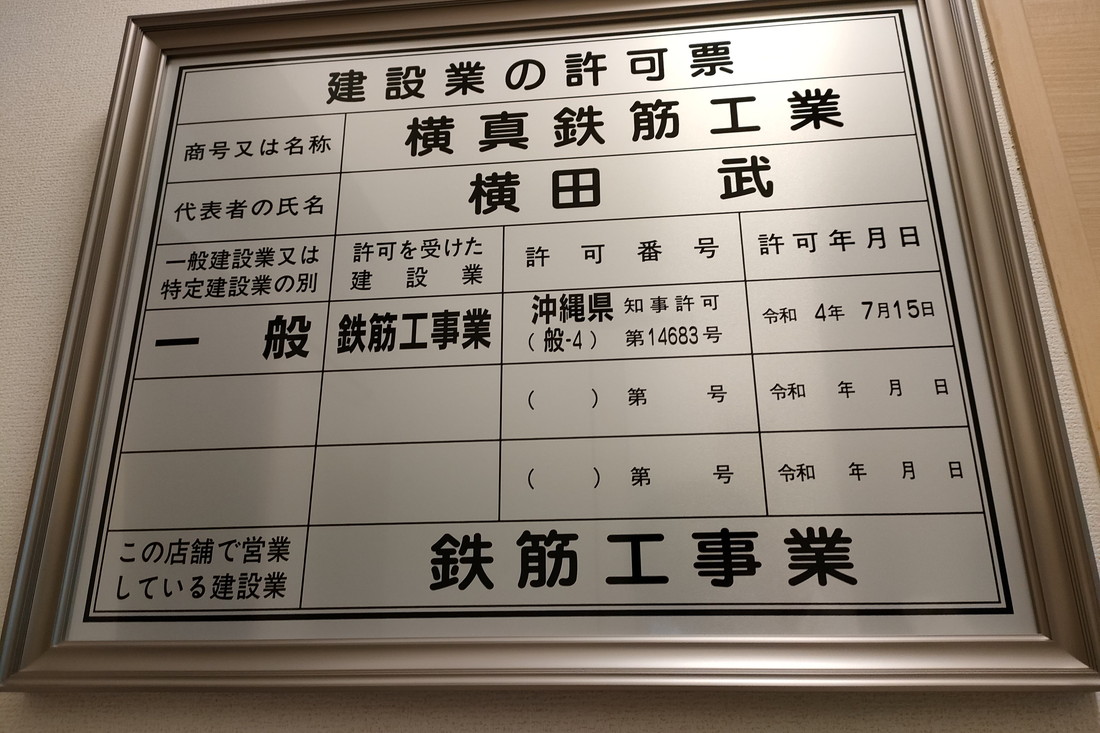 建設業の許可票
商号又は名称 横真鉄筋工業
代表者の氏名 横田 武
一般建設業又は
特定建設業の別
許可を受けた
建設業
許可番号
許可年月日
一般
鉄筋工事業
沖縄県 知事許可
(般-4) 第14683号
令和 4年 7月15日
( ) 第 号
令和 年 月 日
( ) 第 号
令和 年 月 日
この店舗で営業
している建設業
鉄筋工事業